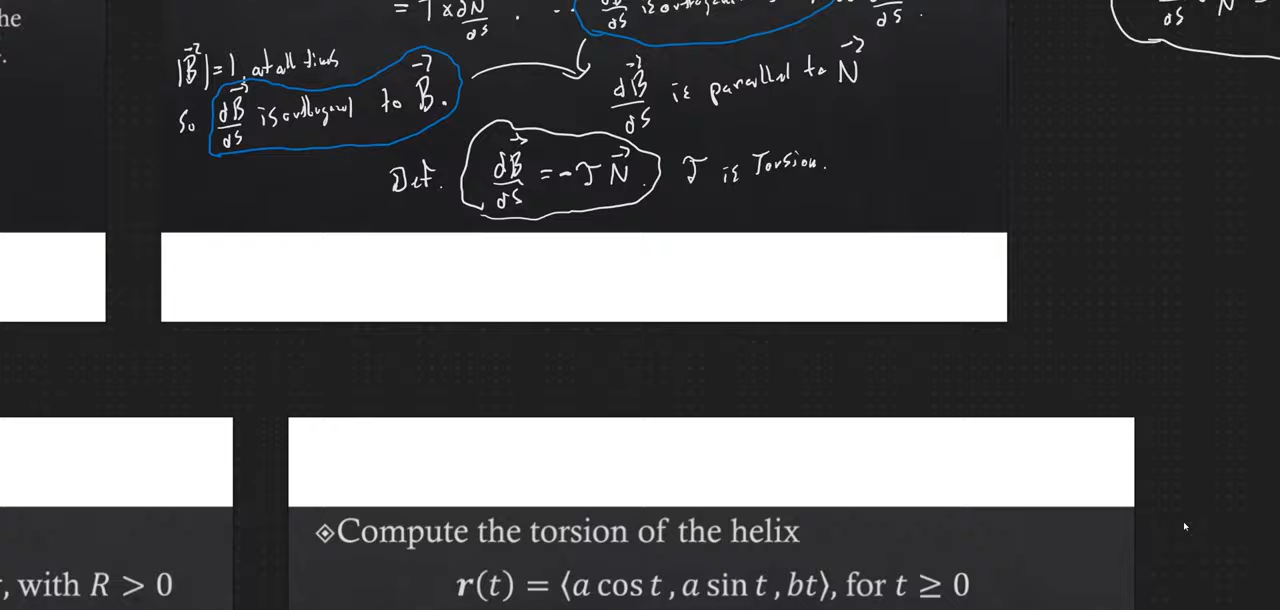 he
= T × dN/ds .
|B⃗| = 1, at all times
So dB⃗/ds is orthogonal to B⃗.
dB⃗/ds is parallel to N⃗
Def. dB⃗/ds = -τ N⃗. τ is Torsion.
◈Compute the torsion of the helix
, with R > 0
r(t) = ⟨a cos t , a sin t , bt⟩, for t ≥ 0